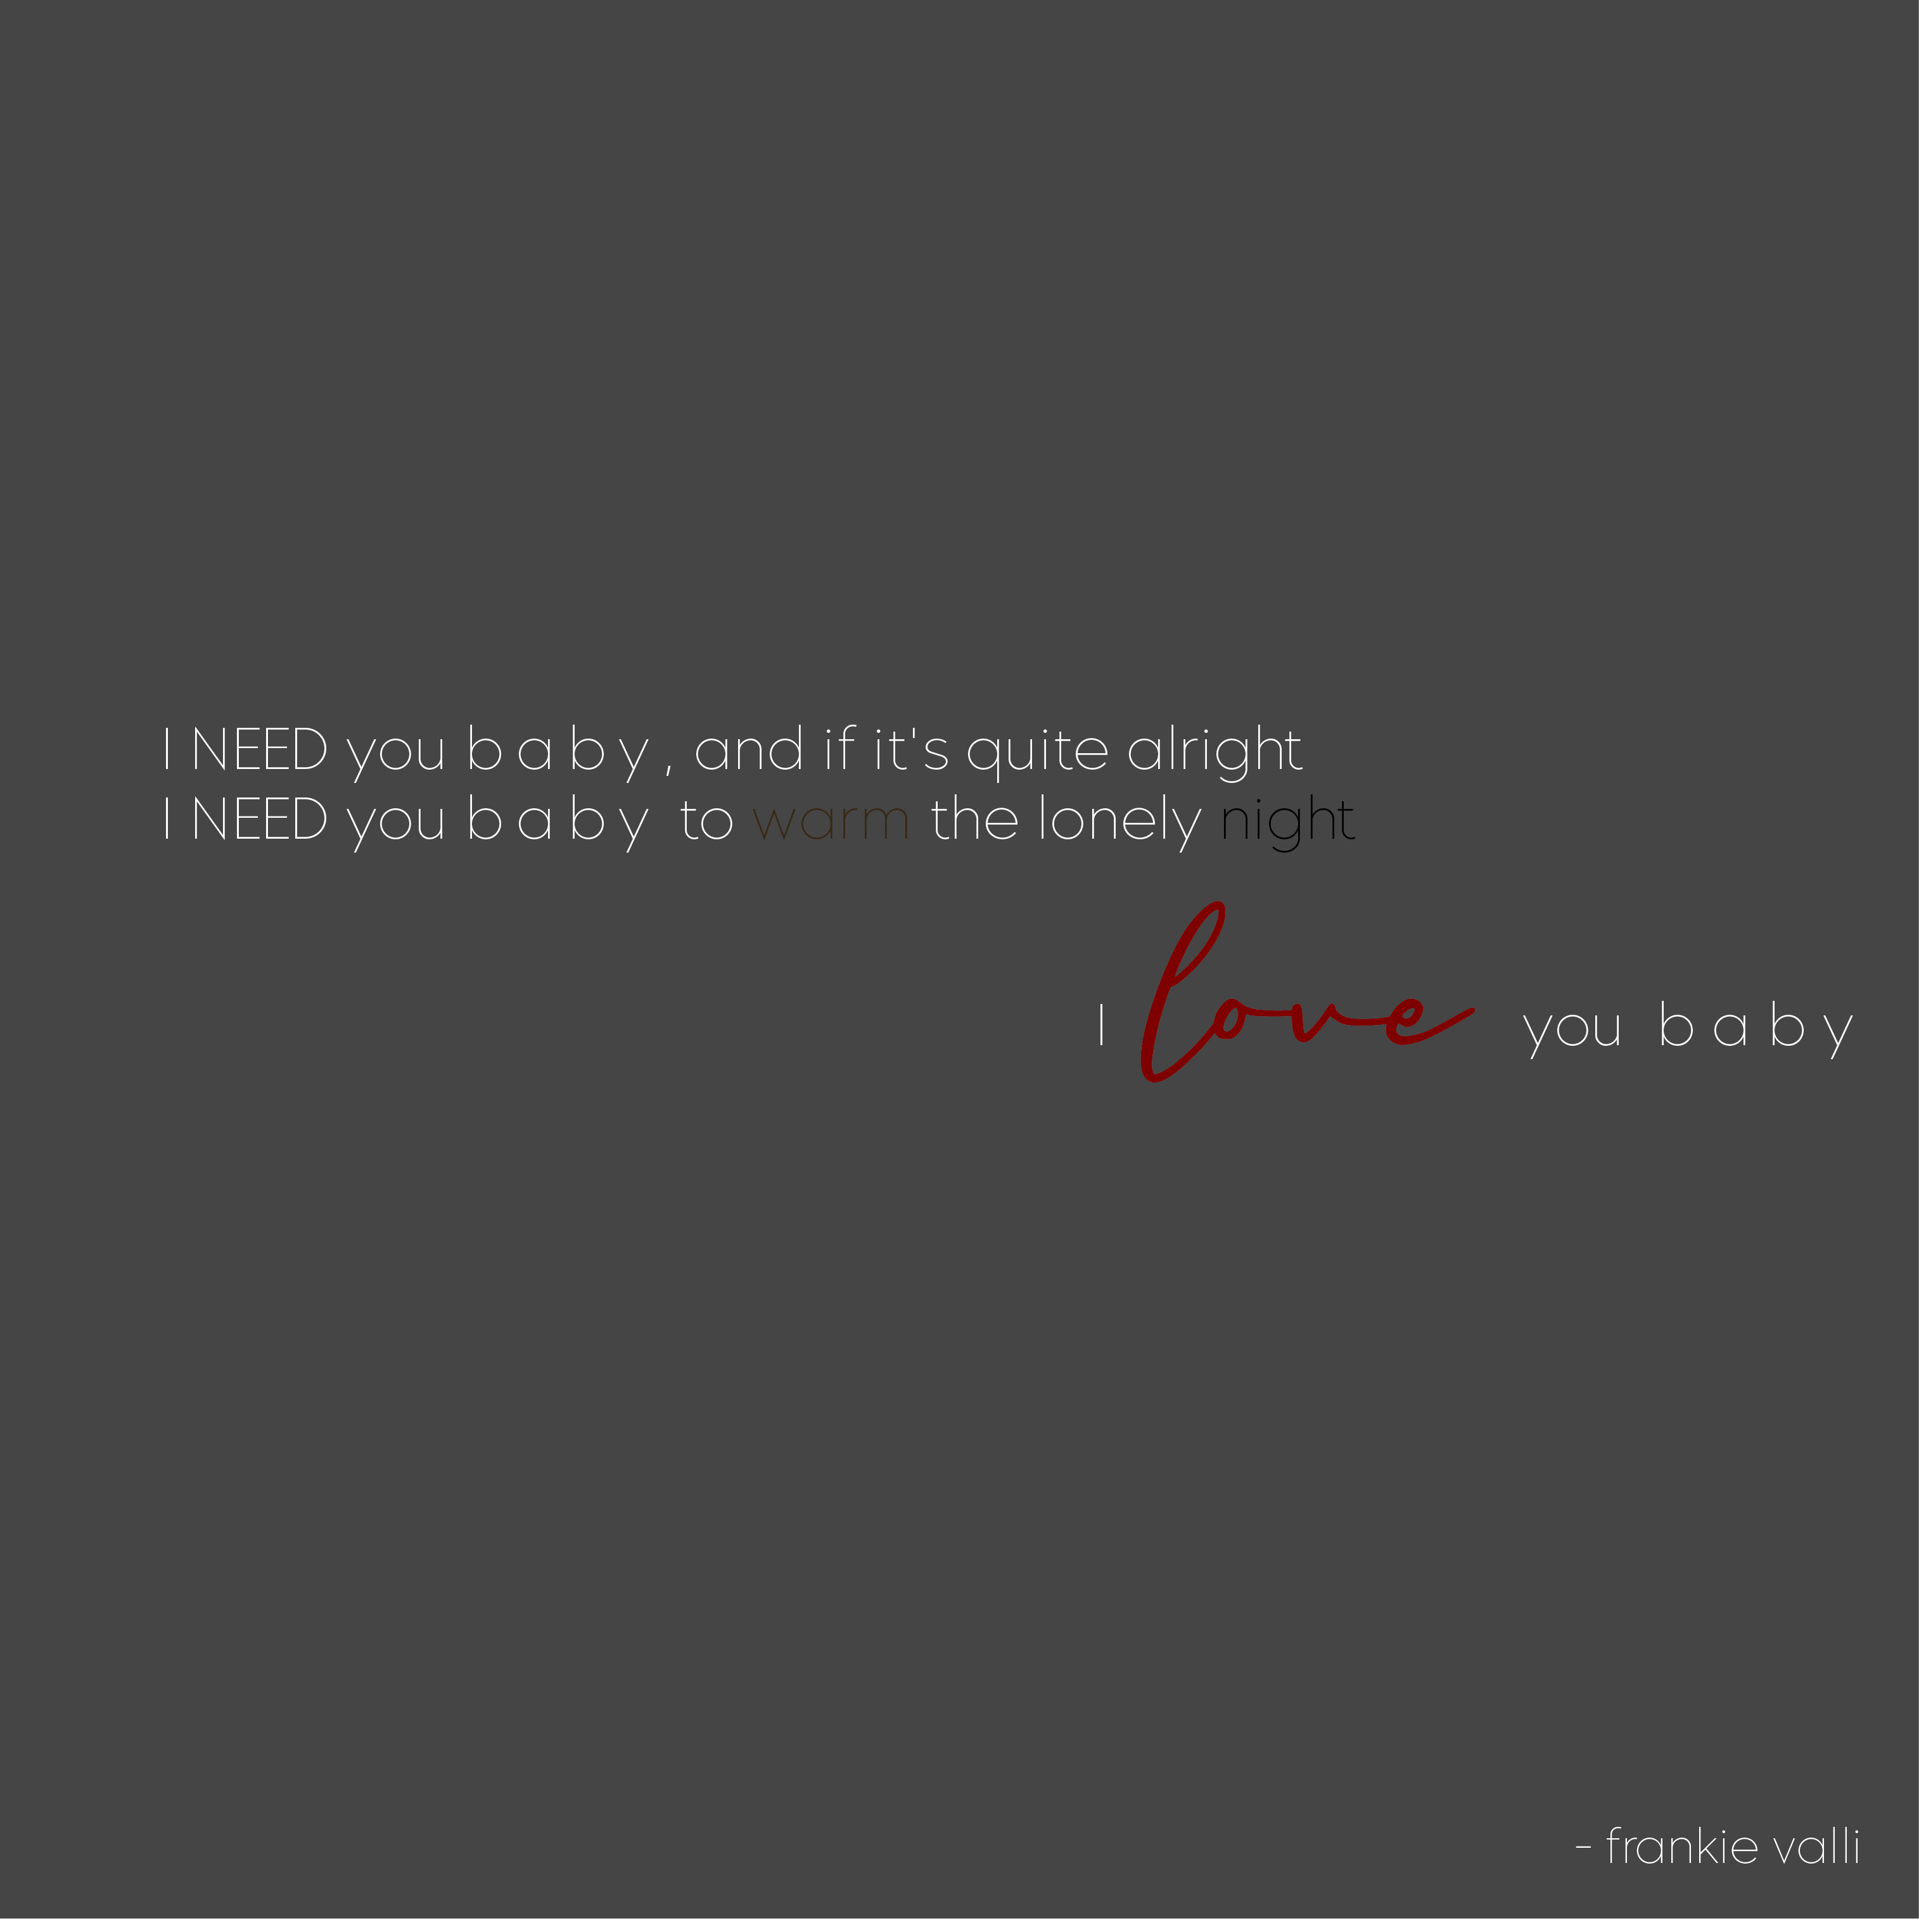 I NEED you b a b y , and if it's quite alright
I NEED you b a b y to warm the lonely night
I love you b a b y
- frankie valli